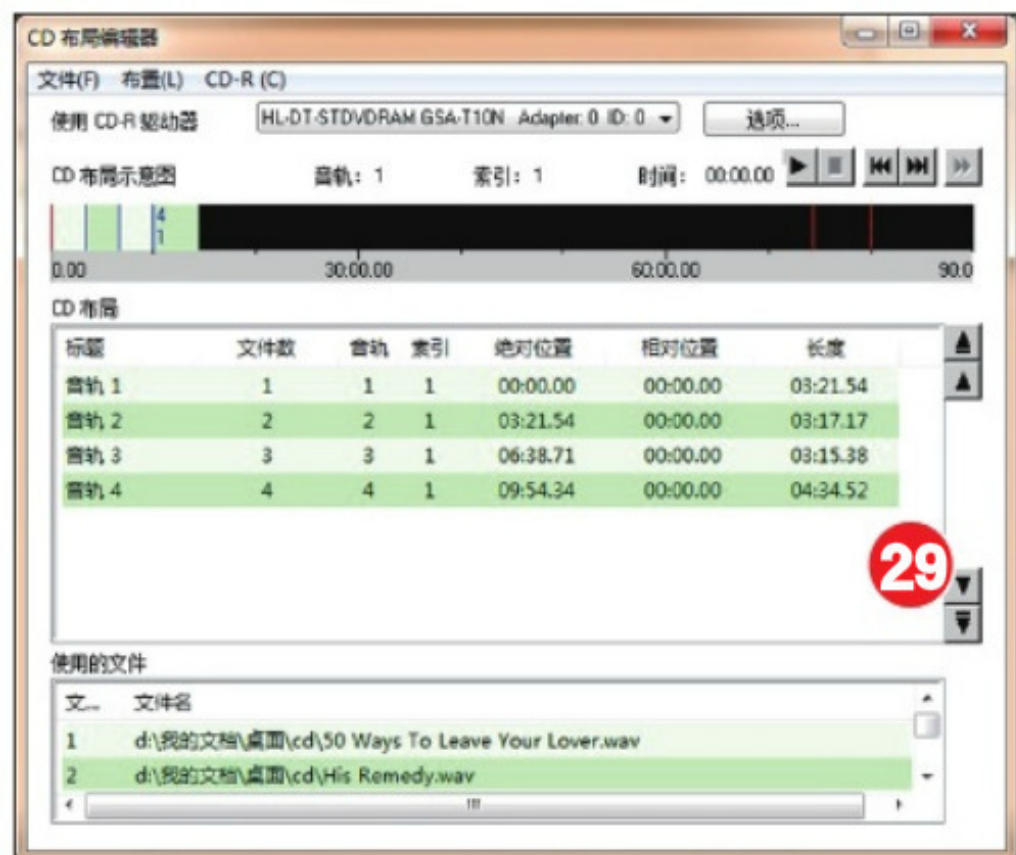 CD 布局编辑器
文件(F) 布置(L) CD-R (C)
使用 CD-R 驱动器 HL-DT-STDVDRAM GSA-T10N Adapter: 0 ID: 0 选项...
CD 布局示意图 音轨: 1 索引: 1 时间: 00:00.00
4
1
0.00 30:00.00 60:00.00 90:0
CD 布局
标题 文件数 音轨 索引 绝对位置 相对位置 长度
音轨 1 1 1 1 00:00.00 00:00.00 03:21.54
音轨 2 2 2 1 03:21.54 00:00.00 03:17.17
音轨 3 3 3 1 06:38.71 00:00.00 03:15.38
音轨 4 4 4 1 09:54.34 00:00.00 04:34.52
29
使用的文件
文... 文件名
1 d:\我的文档\桌面\cd\50 Ways To Leave Your Lover.wav
2 d:\我的文档\桌面\cd\His Remedy.wav